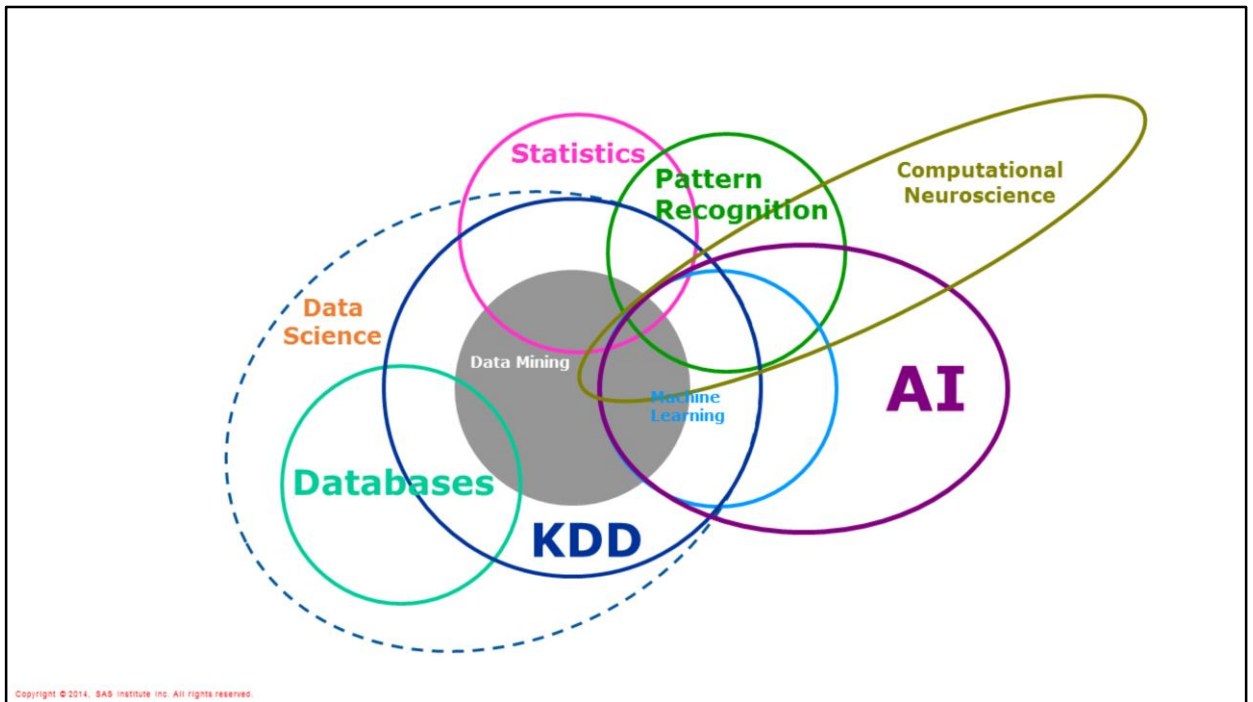 Statistics
Pattern
Recognition
Computational
Neuroscience
Data
Science
Data Mining
Machine
Learning
AI
Databases
KDD
Copyright © 2014, SAS Institute Inc. All rights reserved.